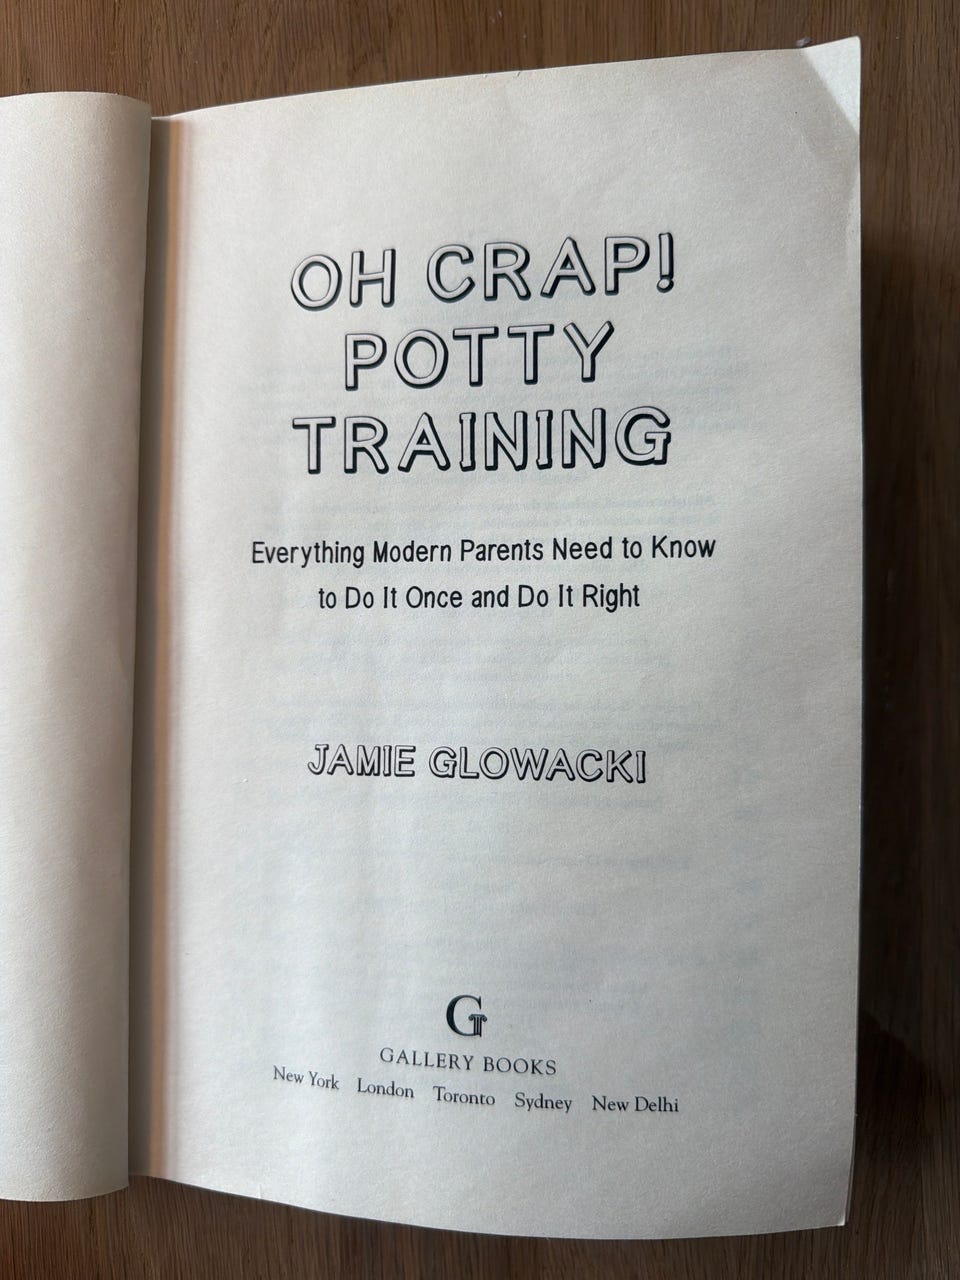 OH CRAP!
POTTY
TRAINING
Everything Modern Parents Need to Know
to Do It Once and Do It Right
JAMIE GLOWACKI
G
GALLERY BOOKS
New York London Toronto Sydney New Delhi